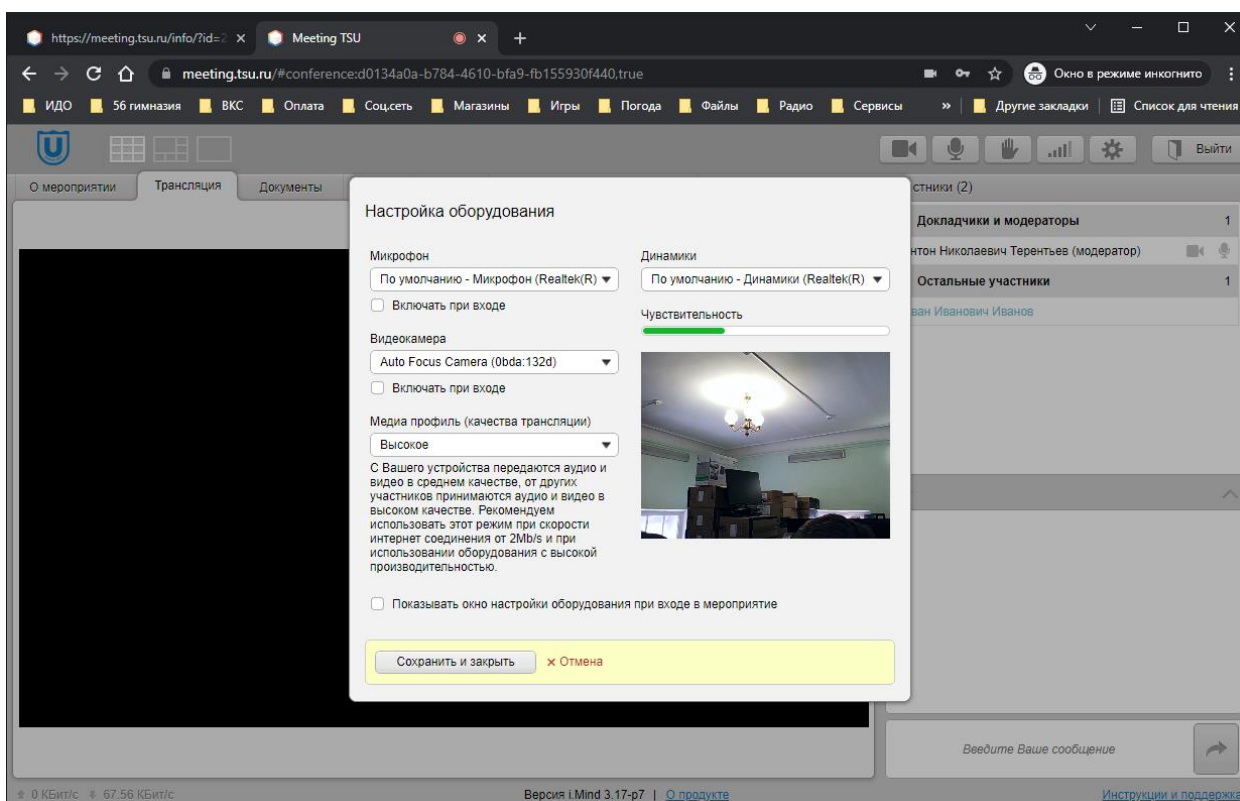 https://meeting.tsu.ru/info/?id=2
Meeting TSU
meeting.tsu.ru/#conference:d0134a0a-b784-4610-bfa9-fb155930f440,true
Окно в режиме инкогнито
ИДО 56 гимназия ВКС Оплата Соц.сеть Магазины Игры Погода Файлы Радио Сервисы » Другие закладки Список для чтения
Выйти
О мероприятии Трансляция Документы
стники (2)
Докладчики и модераторы 1
нтон Николаевич Терентьев (модератор)
Остальные участники 1
ван Иванович Иванов
Настройка оборудования
Микрофон
По умолчанию - Микрофон (Realtek(R)
Включать при входе
Видеокамера
Auto Focus Camera (0bda:132d)
Включать при входе
Медиа профиль (качества трансляции)
Высокое
С Вашего устройства передаются аудио и
видео в среднем качестве, от других
участников принимаются аудио и видео в
высоком качестве. Рекомендуем
использовать этот режим при скорости
интернет соединения от 2Mb/s и при
использовании оборудования с высокой
производительностью.
Динамики
По умолчанию - Динамики (Realtek(R)
Чувствительность
Показывать окно настройки оборудования при входе в мероприятие
Сохранить и закрыть × Отмена
Введите Ваше сообщение
0 КБит/с 67.56 КБит/с
Версия i.Mind 3.17-p7 | О продукте
Инструкции и поддержка